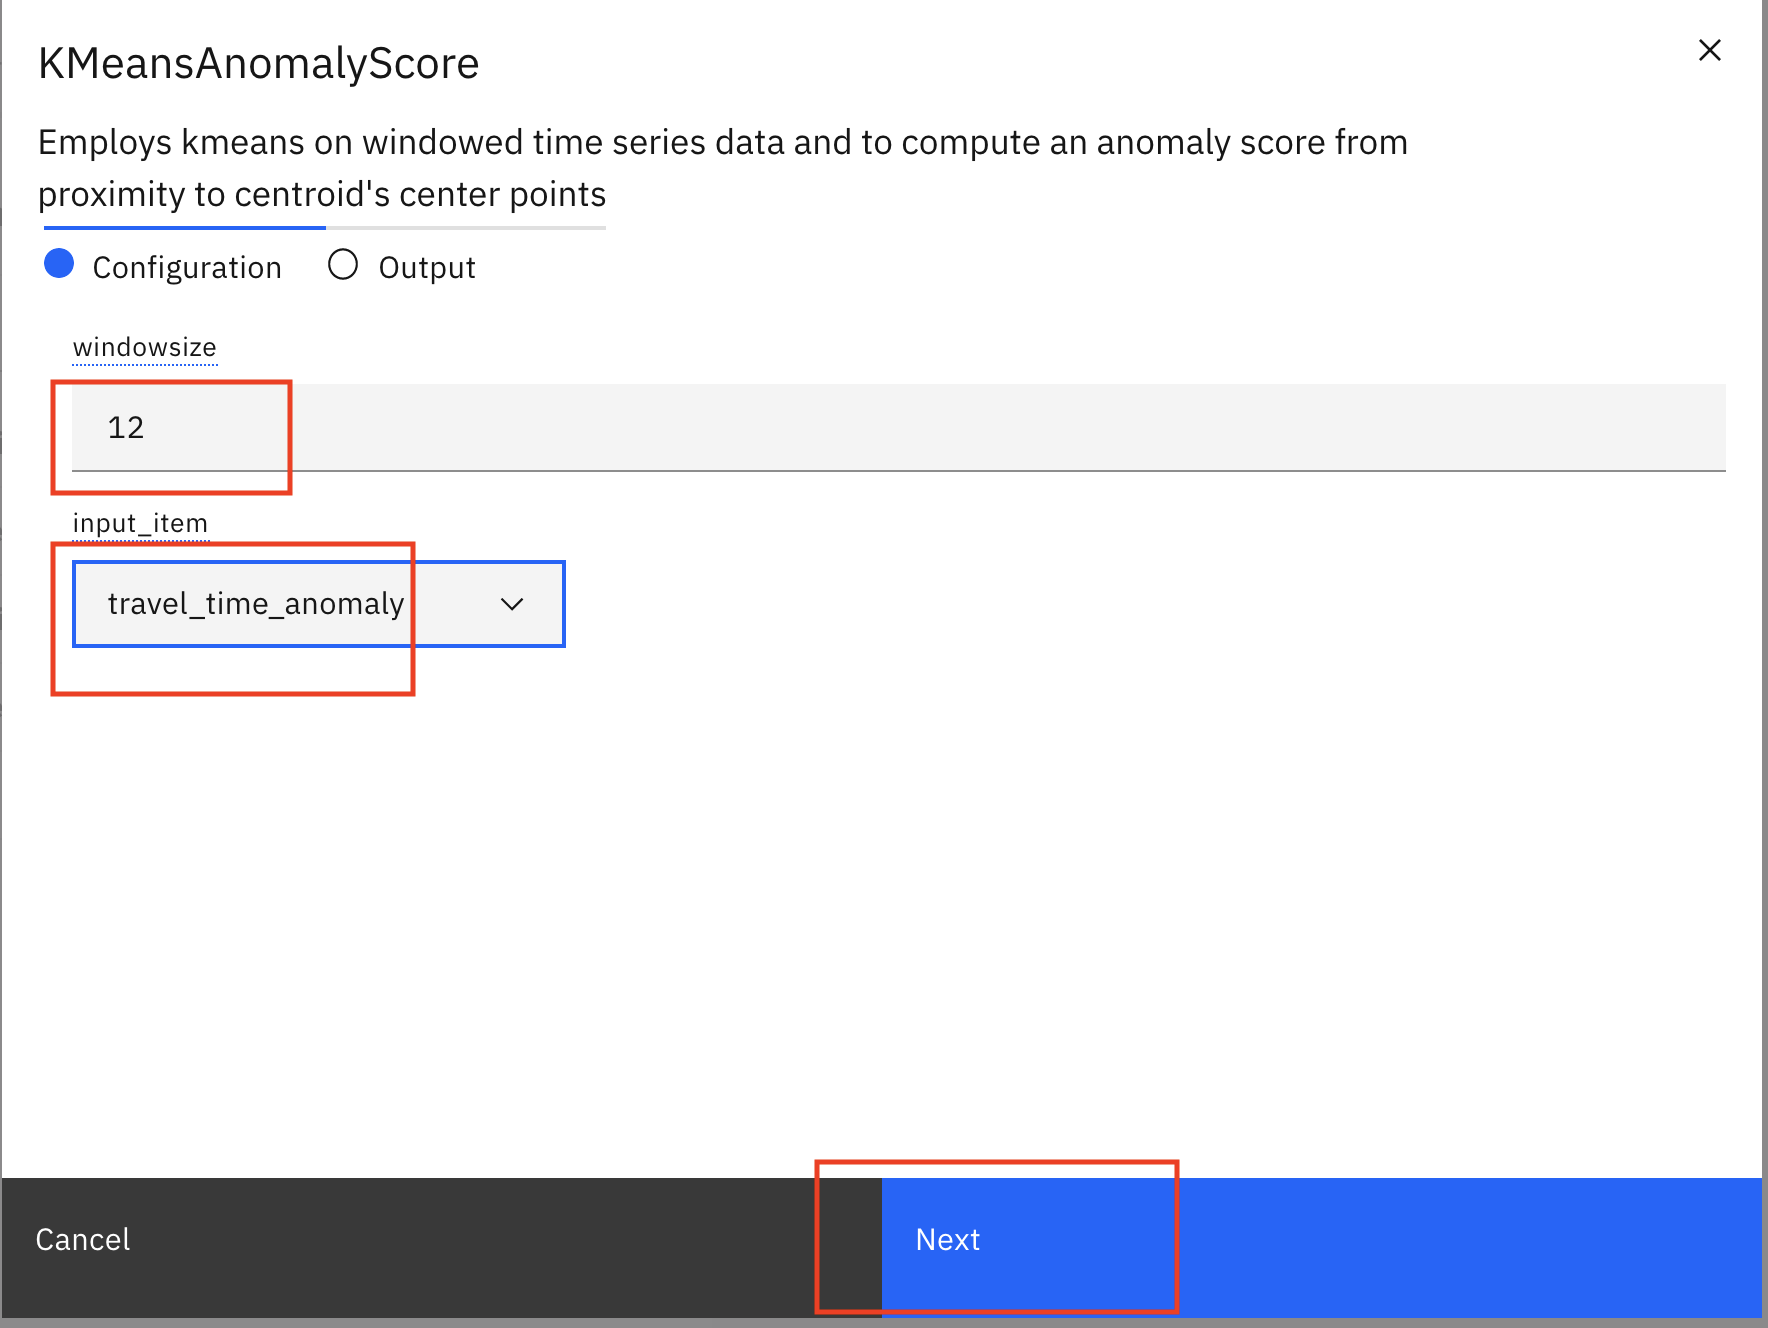 KMeansAnomalyScore
Employs kmeans on windowed time series data and to compute an anomaly score from
proximity to centroid's center points
Configuration Output
windowsize
12
input_item
travel_time_anomaly
Cancel Next